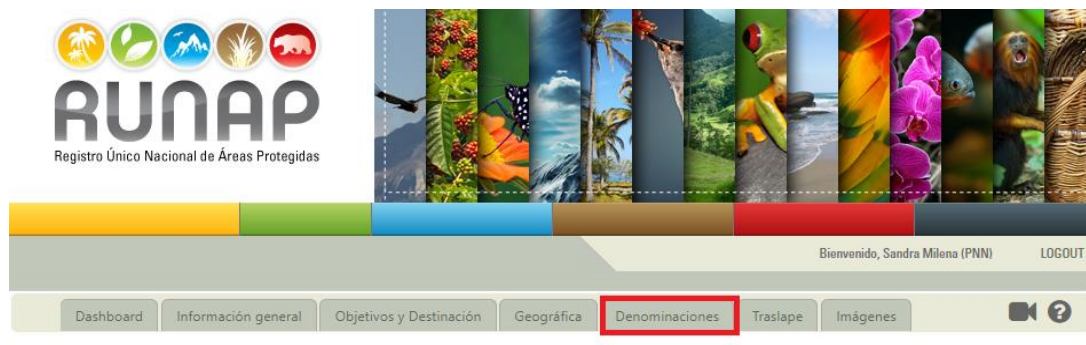 RUNAP
Registro Único Nacional de Áreas Protegidas
Bienvenido, Sandra Milena (PNN) LOGOUT
Dashboard Información general Objetivos y Destinación Geográfica Denominaciones Traslape Imágenes